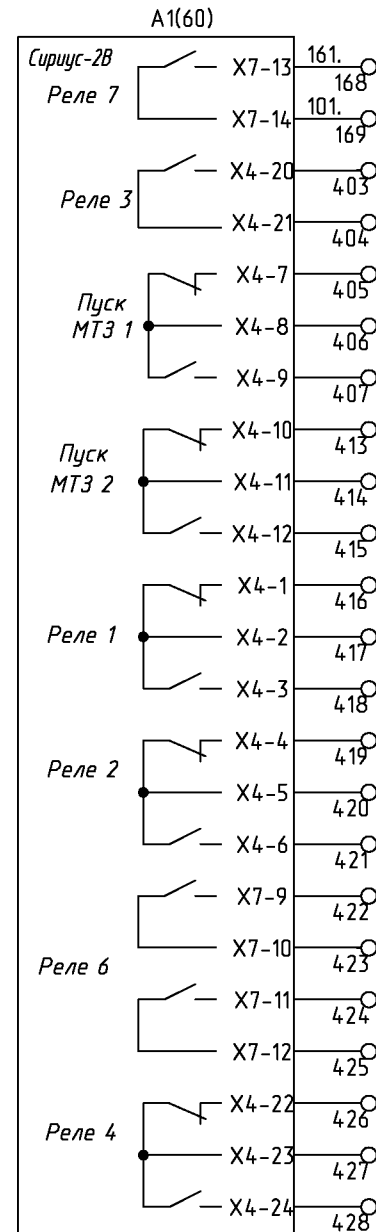 А1(60)
Сириус-2В
X7-13
161.
168
Реле 7
X7-14
101.
169
X4-20
403
Реле 3
X4-21
404
X4-7
405
Пуск
МТЗ 1
X4-8
406
X4-9
407
X4-10
413
Пуск
МТЗ 2
X4-11
414
X4-12
415
X4-1
416
Реле 1
X4-2
417
X4-3
418
X4-4
419
Реле 2
X4-5
420
X4-6
421
X7-9
422
X7-10
423
Реле 6
X7-11
424
X7-12
425
X4-22
426
Реле 4
X4-23
427
X4-24
428